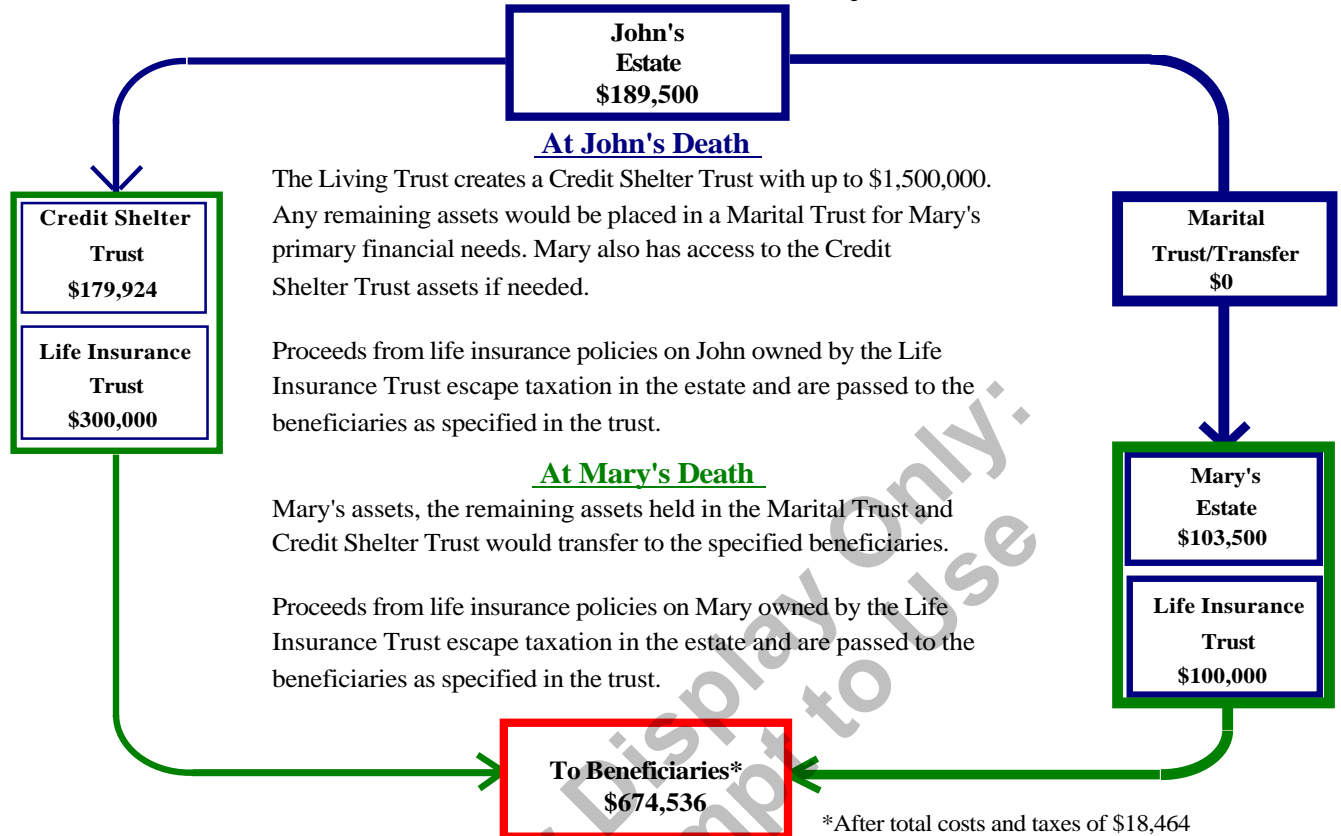 John's
Estate
$189,500
At John's Death
The Living Trust creates a Credit Shelter Trust with up to $1,500,000.
Any remaining assets would be placed in a Marital Trust for Mary's
primary financial needs. Mary also has access to the Credit
Shelter Trust assets if needed.
Credit Shelter
Trust
$179,924
Life Insurance
Trust
$300,000
Marital
Trust/Transfer
$0
Proceeds from life insurance policies on John owned by the Life
Insurance Trust escape taxation in the estate and are passed to the
beneficiaries as specified in the trust.
At Mary's Death
Mary's assets, the remaining assets held in the Marital Trust and
Credit Shelter Trust would transfer to the specified beneficiaries.
Proceeds from life insurance policies on Mary owned by the Life
Insurance Trust escape taxation in the estate and are passed to the
beneficiaries as specified in the trust.
Mary's
Estate
$103,500
Life Insurance
Trust
$100,000
To Beneficiaries*
$674,536
*After total costs and taxes of $18,464
Display Only:
to Use